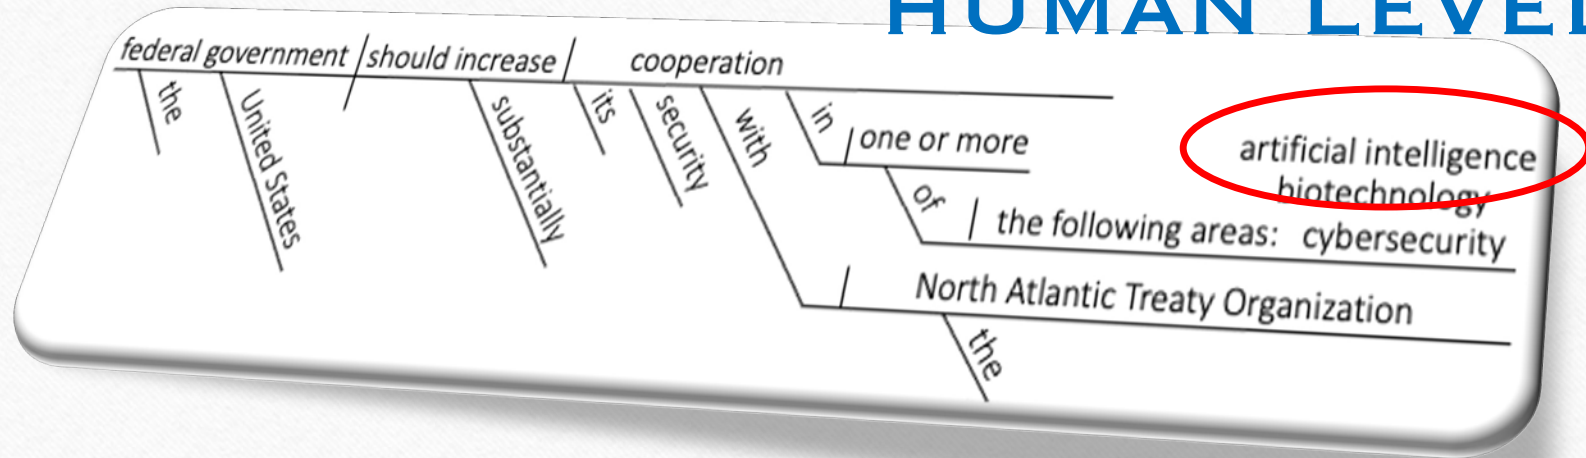 HUMAN LEVEL
federal government should increase cooperation
the
United States
substantially
its
security
with
in
one or more
of
the following areas:
artificial intelligence
biotechnology
cybersecurity
North Atlantic Treaty Organization
the